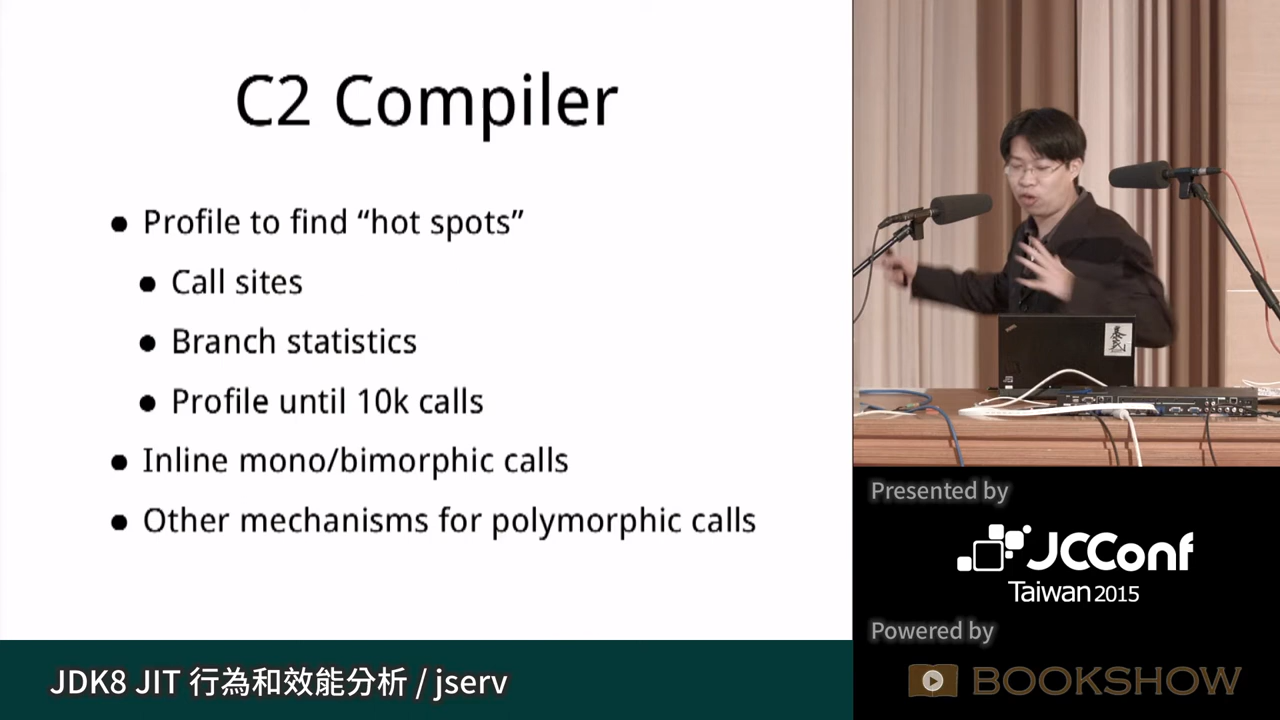 C2 Compiler
● Profile to find “hot spots”
● Call sites
● Branch statistics
● Profile until 10k calls
● Inline mono/bimorphic calls
● Other mechanisms for polymorphic calls
JDK8 JIT 行為和效能分析 / jserv
Presented by
JCConf
Taiwan 2015
Powered by
BOOKSHOW